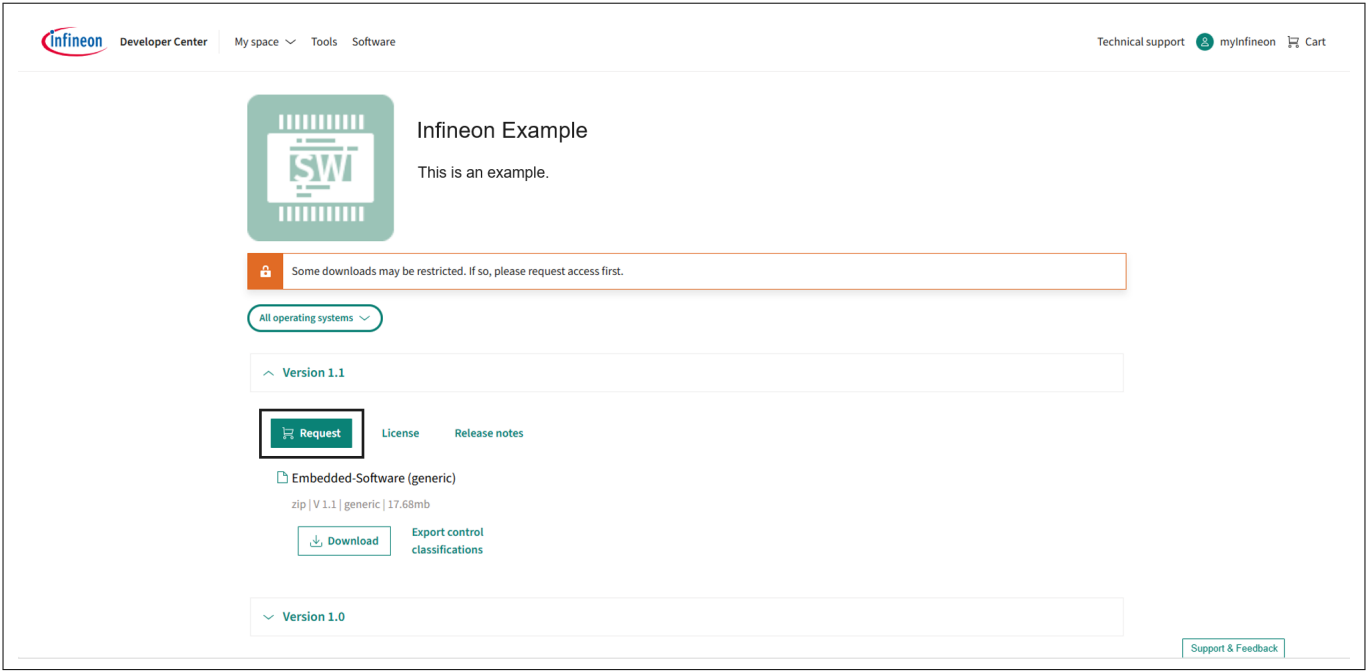 infineon Developer Center My space Tools Software Technical support myInfineon Cart
SW
Infineon Example
This is an example.
Some downloads may be restricted. If so, please request access first.
All operating systems
Version 1.1
Request License Release notes
Embedded-Software (generic)
zip | V 1.1 | generic | 17.68mb
Download
Export control
classifications
Version 1.0
Support & Feedback